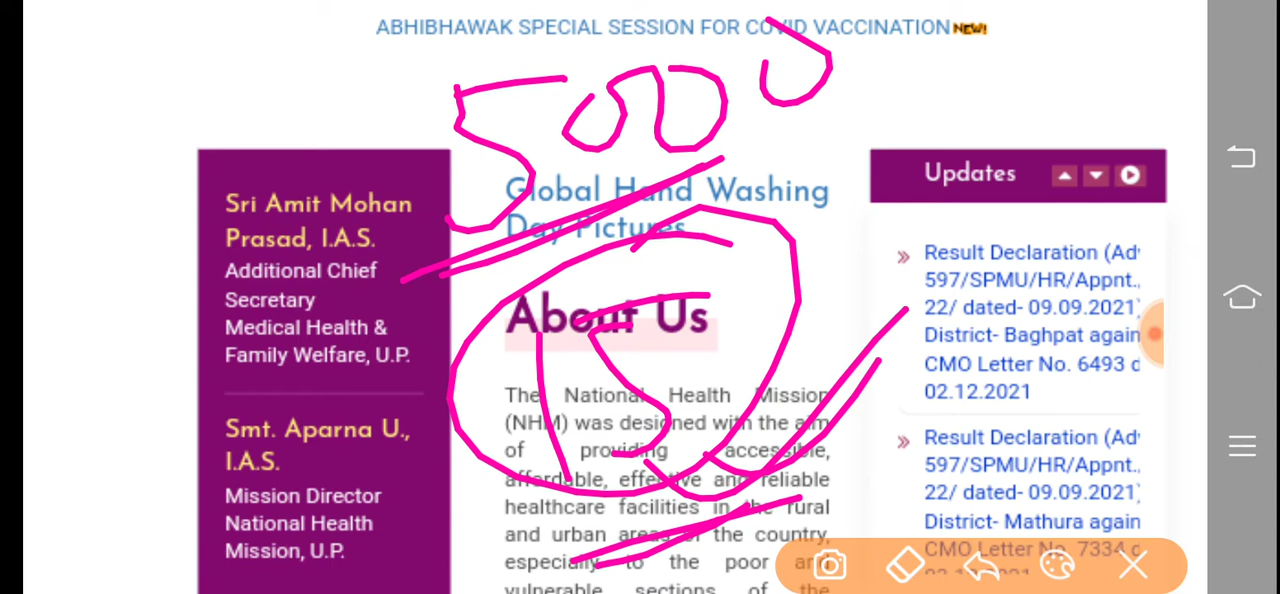 ABHIBHAWAK SPECIAL SESSION FOR COVID VACCINATION NEW!
5000
Sri Amit Mohan
Prasad, I.A.S.
Additional Chief
Secretary
Medical Health &
Family Welfare, U.P.
Smt. Aparna U.,
I.A.S.
Mission Director
National Health
Mission, U.P.
Global Hand Washing
Day Pictures
About Us
15
The National Health Mission
(NHM) was designed with the aim
of providing accessible,
affordable, effective and reliable
healthcare facilities in the rural
and urban areas of the country,
especially to the poor and
vulnerable sections of the
Updates
Result Declaration (Adv
597/SPMU/HR/Appnt.,
22/ dated- 09.09.2021)
District- Baghpat again
CMO Letter No. 6493 d
02.12.2021
Result Declaration (Adv
597/SPMU/HR/Appnt.,
22/ dated- 09.09.2021)
District- Mathura again
CMO Letter No. 7334 d